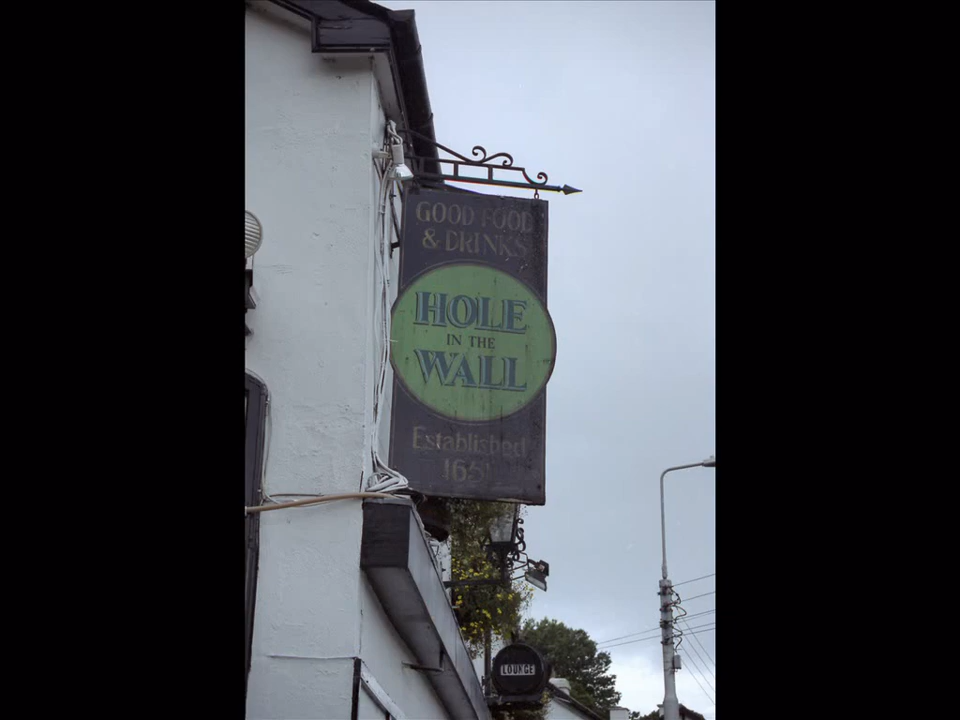 GOOD FOOD
& DRINKS
HOLE
IN THE
WALL
Established
1651
LOUNGE